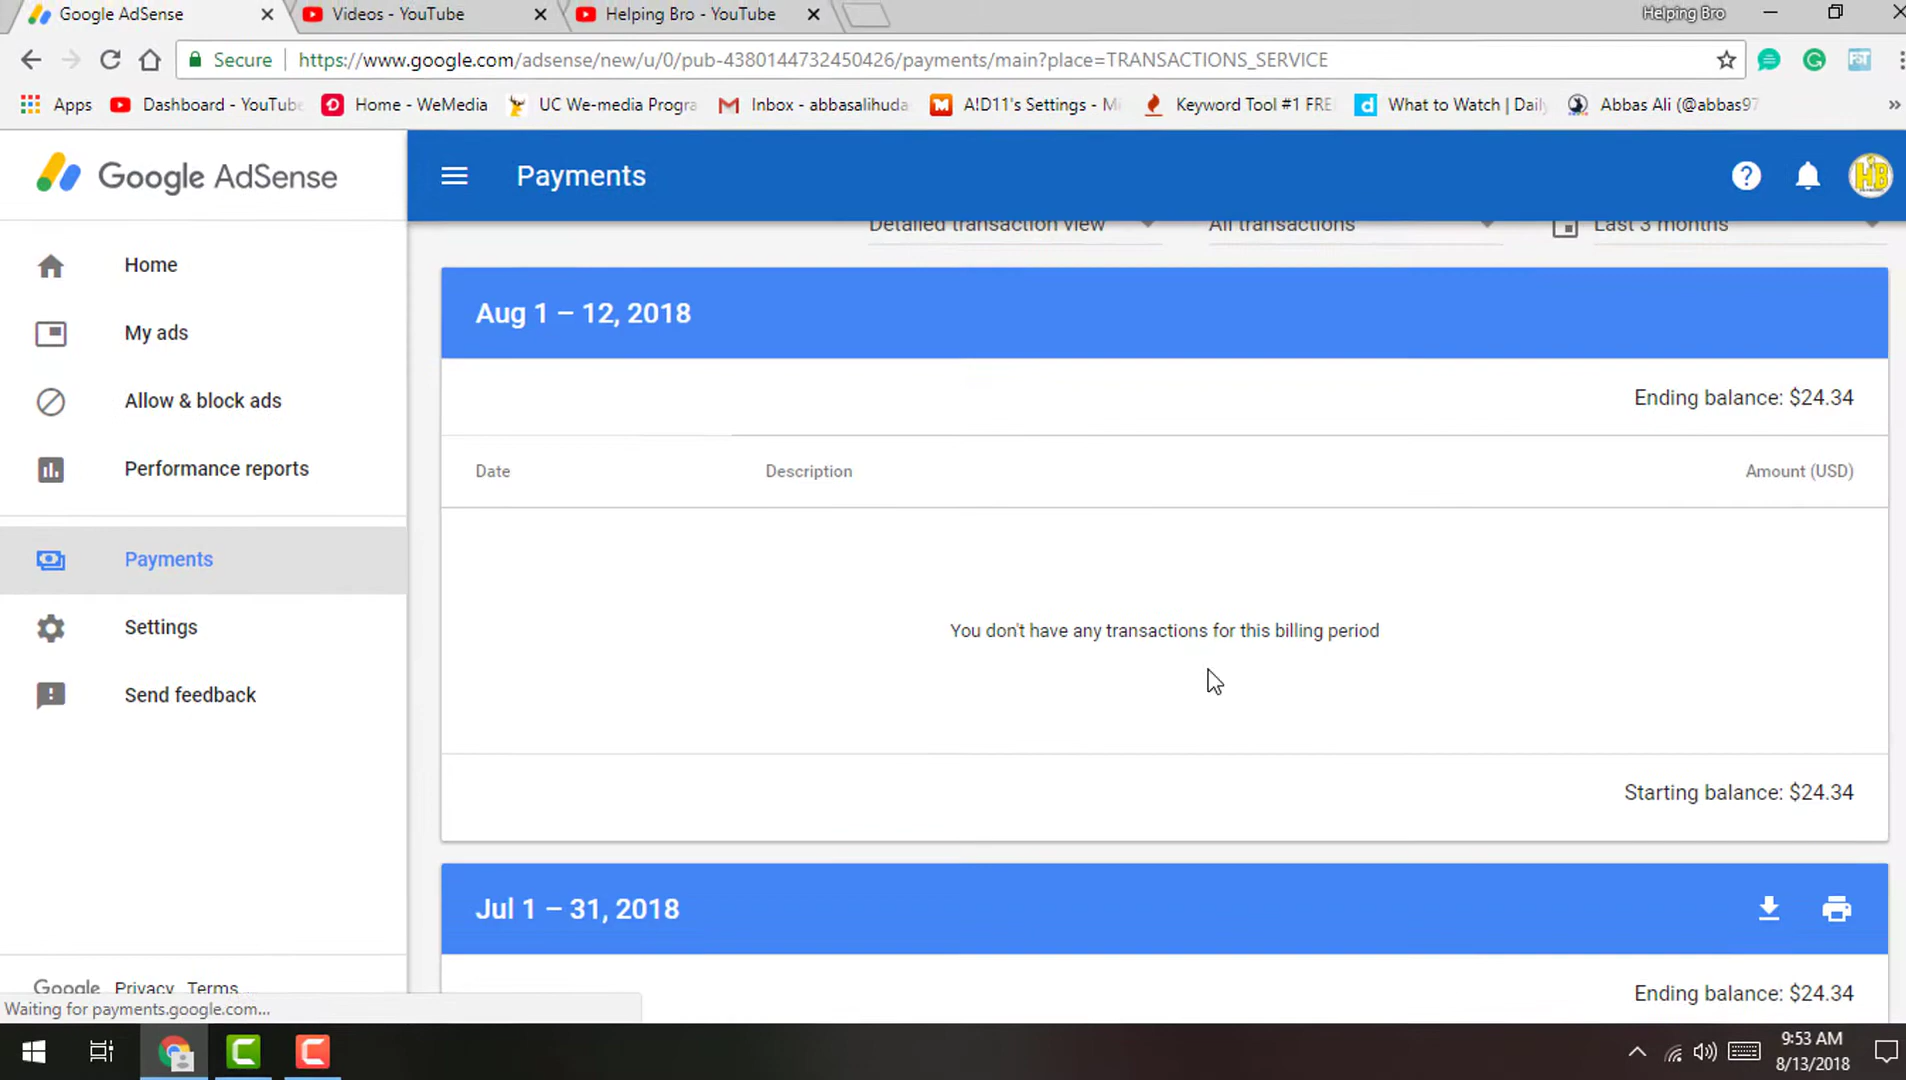 Google AdSense
Videos - YouTube
Helping Bro - YouTube
Helping Bro
Secure
https://www.google.com/adsense/new/u/0/pub-4380144732450426/payments/main?place=TRANSACTIONS_SERVICE
Apps
Dashboard - YouTube
Home - WeMedia
UC We-media Progra
Inbox - abbasalihuda
A!D11's Settings - Mi
Keyword Tool #1 FRE
What to Watch | Daily
Abbas Ali (@abbas97
Google AdSense
Payments
Detailed transaction view
All transactions
Last 3 months
Home
My ads
Allow & block ads
Performance reports
Payments
Settings
Send feedback
Aug 1 – 12, 2018
Ending balance: $24.34
Date
Description
Amount (USD)
You don't have any transactions for this billing period
Starting balance: $24.34
Jul 1 – 31, 2018
Ending balance: $24.34
Google Privacy Terms
Waiting for payments.google.com...
9:53 AM
8/13/2018